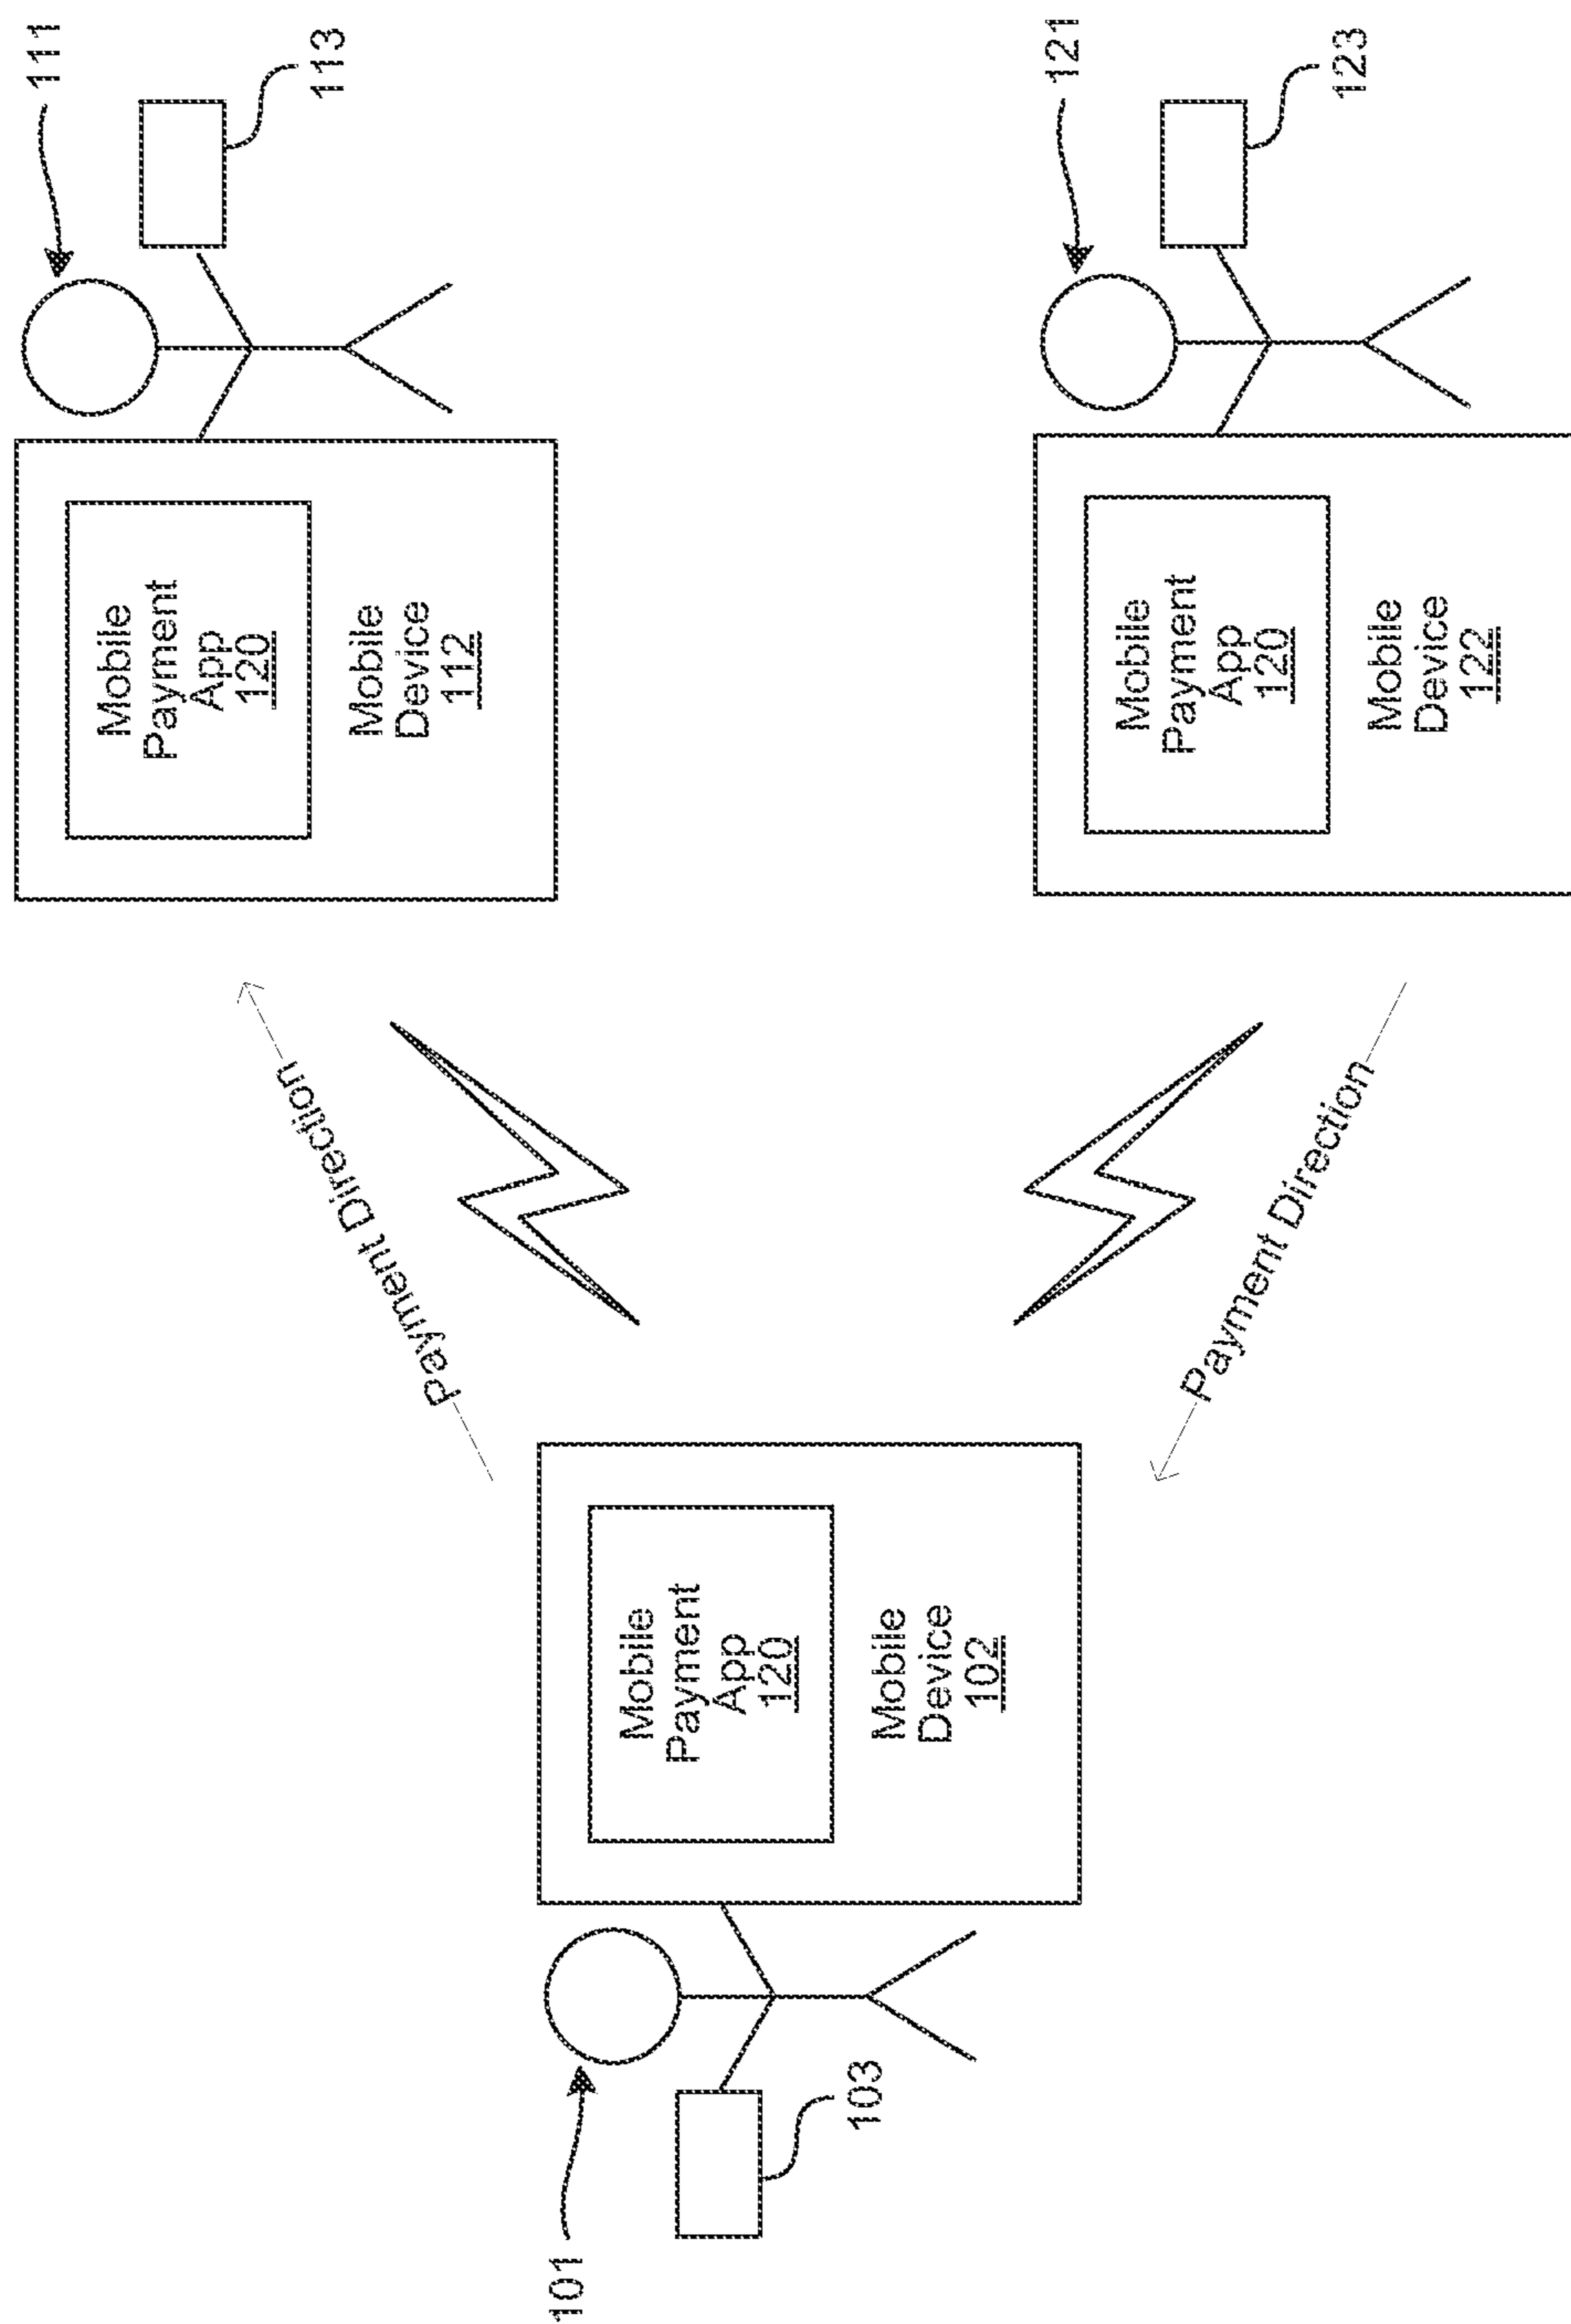 101
103
Mobile
Payment
App
120
Mobile
Device
102
Payment Direction
Payment Direction
Mobile
Payment
App
120
Mobile
Device
112
111
113
Mobile
Payment
App
120
Mobile
Device
122
121
123